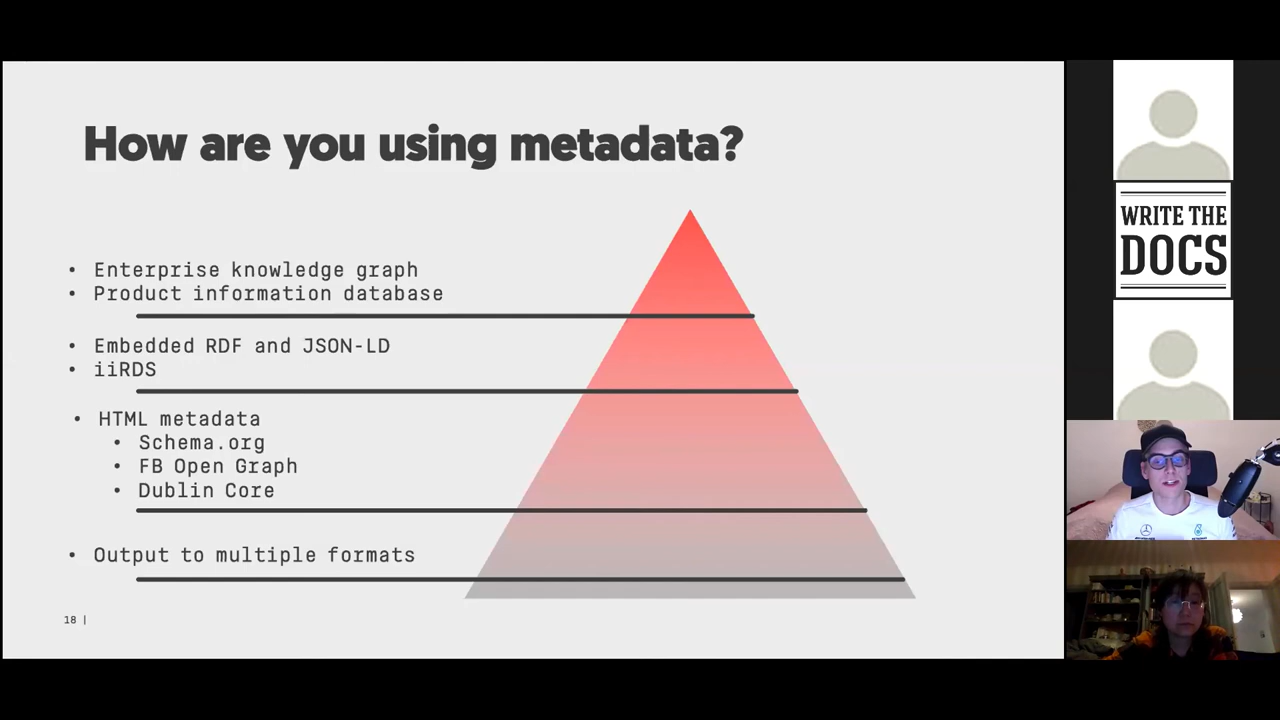 How are you using metadata?
• Enterprise knowledge graph
• Product information database
• Embedded RDF and JSON-LD
• iiRDS
• HTML metadata
• Schema.org
• FB Open Graph
• Dublin Core
• Output to multiple formats
18 |
WRITE THE
DOCS